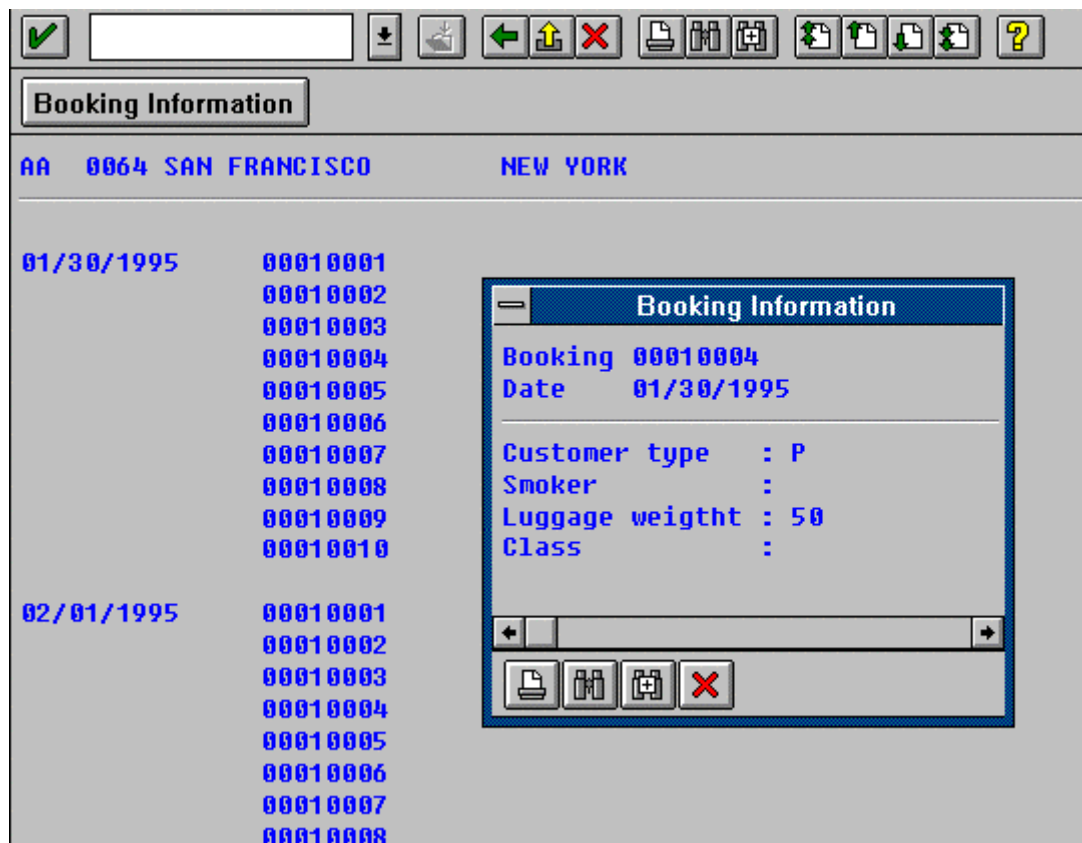 Booking Information
AA 0064 SAN FRANCISCO NEW YORK
01/30/1995 00010001
00010002
00010003
00010004
00010005
00010006
00010007
00010008
00010009
00010010
02/01/1995 00010001
00010002
00010003
00010004
00010005
00010006
00010007
00010008
Booking Information
Booking 00010004
Date 01/30/1995
Customer type : P
Smoker :
Luggage weigtht : 50
Class :